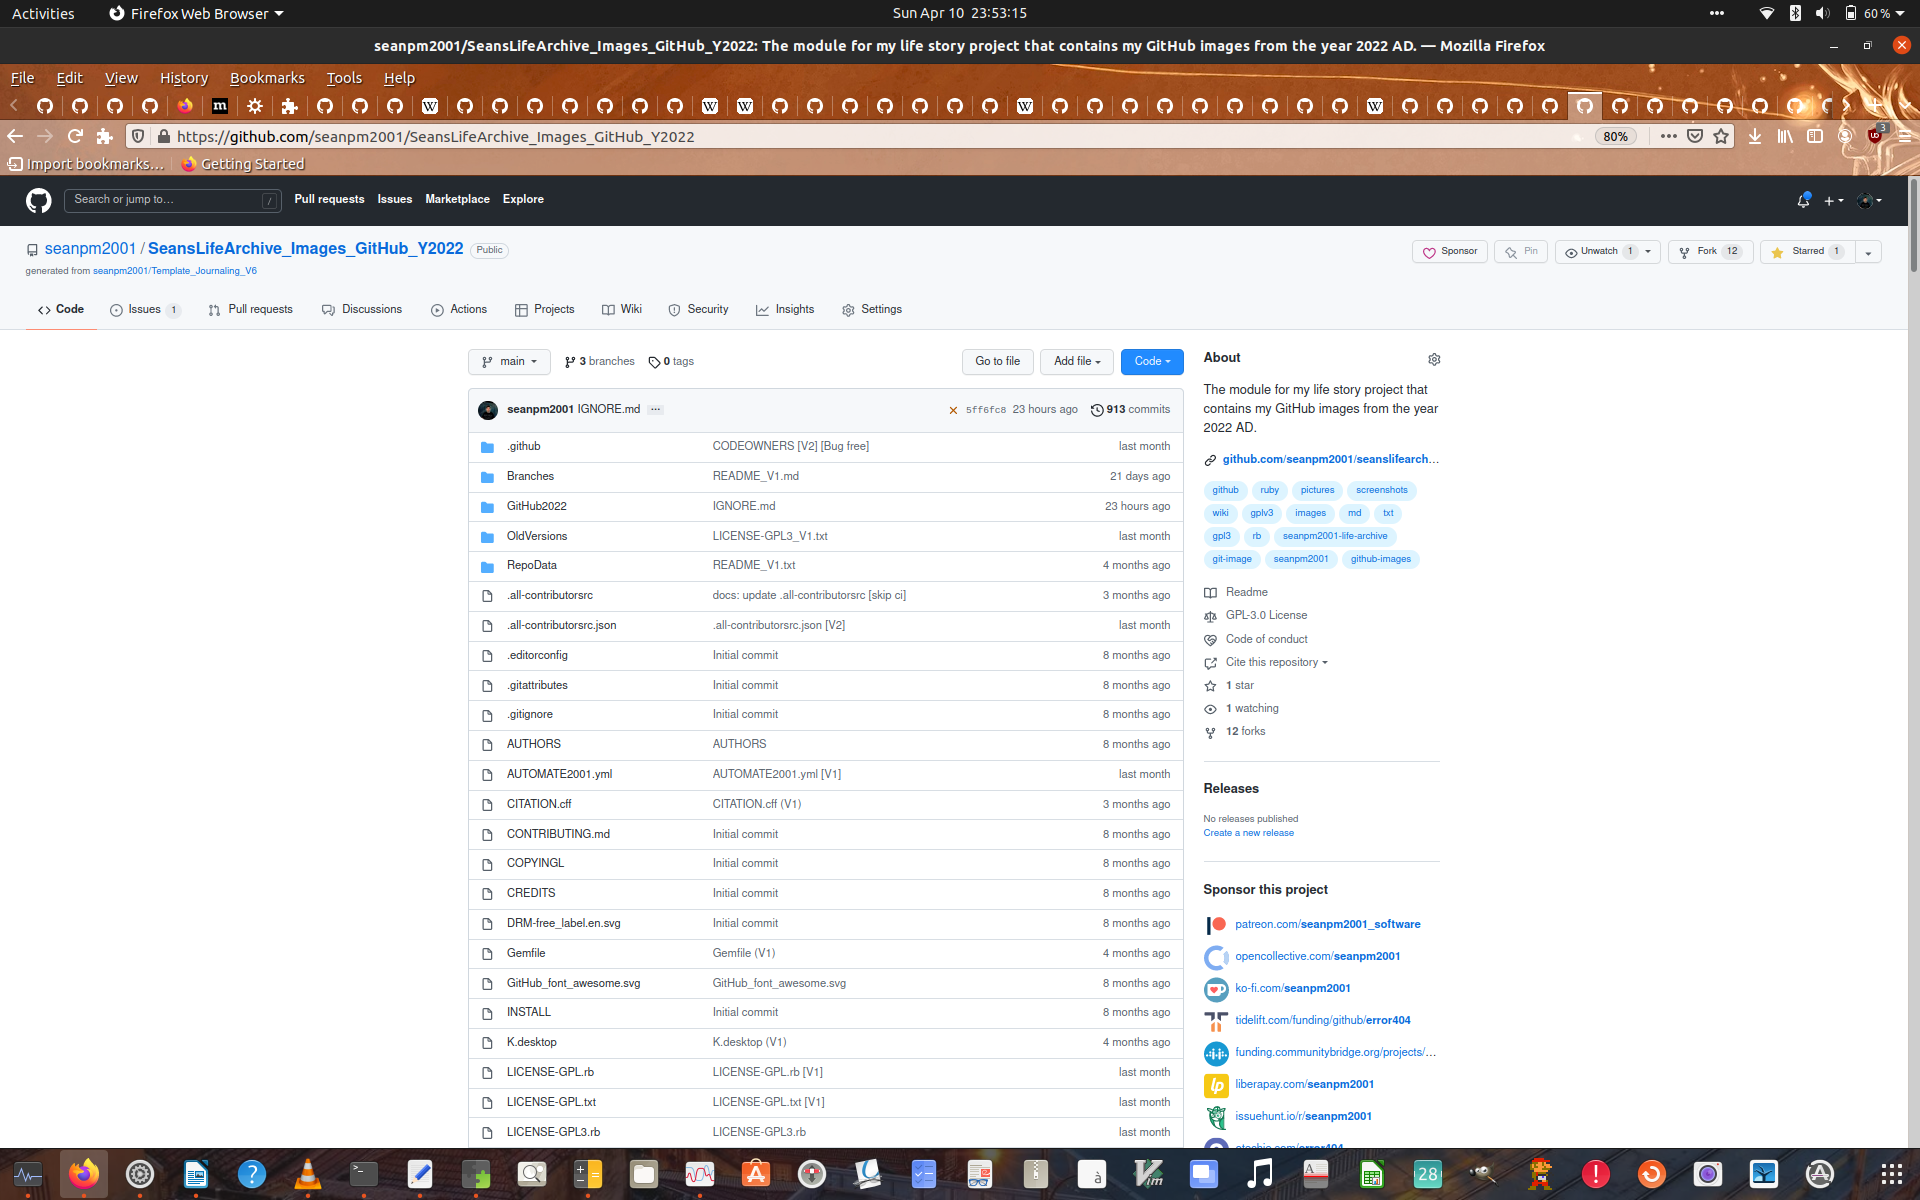 Activities Firefox Web Browser Sun Apr 10 23:53:15 60 %
seanpm2001/SeansLifeArchive_Images_GitHub_Y2022: The module for my life story project that contains my GitHub images from the year 2022 AD. — Mozilla Firefox
File Edit View History Bookmarks Tools Help
https://github.com/seanpm2001/SeansLifeArchive_Images_GitHub_Y2022 80% 3
Import bookmarks… Getting Started
Search or jump to… / Pull requests Issues Marketplace Explore
seanpm2001 / SeansLifeArchive_Images_GitHub_Y2022 Public Sponsor Pin Unwatch 1 Fork 12 Starred 1
generated from seanpm2001/Template_Journaling_V6
Code Issues 1 Pull requests Discussions Actions Projects Wiki Security Insights Settings
main 3 branches 0 tags Go to file Add file Code
seanpm2001 IGNORE.md ··· 5ff6fc8 23 hours ago 913 commits
.github CODEOWNERS [V2] [Bug free] last month
Branches README_V1.md 21 days ago
GitHub2022 IGNORE.md 23 hours ago
OldVersions LICENSE-GPL3_V1.txt last month
RepoData README_V1.txt 4 months ago
.all-contributorsrc docs: update .all-contributorsrc [skip ci] 3 months ago
.all-contributorsrc.json .all-contributorsrc.json [V2] last month
.editorconfig Initial commit 8 months ago
.gitattributes Initial commit 8 months ago
.gitignore Initial commit 8 months ago
AUTHORS AUTHORS 8 months ago
AUTOMATE2001.yml AUTOMATE2001.yml [V1] last month
CITATION.cff CITATION.cff (V1) 3 months ago
CONTRIBUTING.md Initial commit 8 months ago
COPYINGL Initial commit 8 months ago
CREDITS Initial commit 8 months ago
DRM-free_label.en.svg Initial commit 8 months ago
Gemfile Gemfile (V1) 4 months ago
GitHub_font_awesome.svg GitHub_font_awesome.svg 8 months ago
INSTALL Initial commit 8 months ago
K.desktop K.desktop (V1) 4 months ago
LICENSE-GPL.rb LICENSE-GPL.rb [V1] last month
LICENSE-GPL.txt LICENSE-GPL.txt [V1] last month
LICENSE-GPL3.rb LICENSE-GPL3.rb last month
About
The module for my life story project that
contains my GitHub images from the year
2022 AD.
github.com/seanpm2001/seanslifearch…
github ruby pictures screenshots
wiki gplv3 images md txt
gpl3 rb seanpm2001-life-archive
git-image seanpm2001 github-images
Readme
GPL-3.0 License
Code of conduct
Cite this repository
1 star
1 watching
12 forks
Releases
No releases published
Create a new release
Sponsor this project
patreon.com/seanpm2001_software
opencollective.com/seanpm2001
ko-fi.com/seanpm2001
tidelift.com/funding/github/error404
funding.communitybridge.org/projects/…
liberapay.com/seanpm2001
issuehunt.io/r/seanpm2001
28